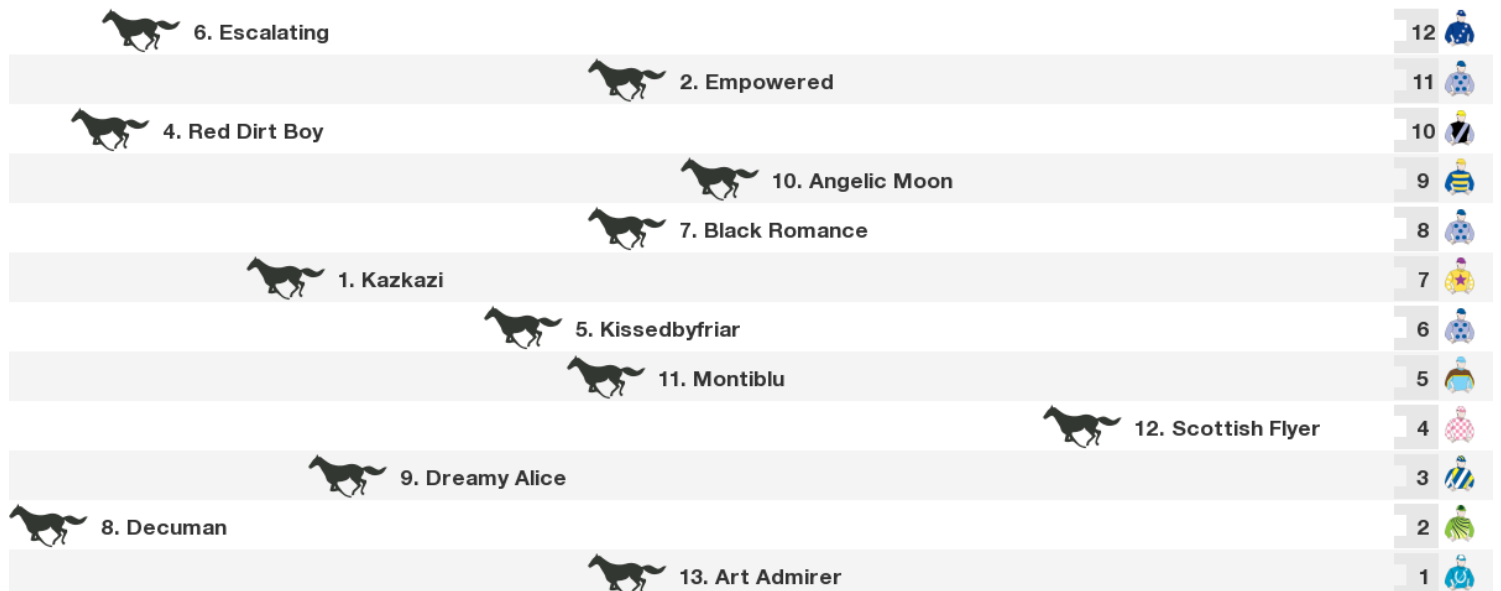 6. Escalating 12
2. Empowered 11
4. Red Dirt Boy 10
10. Angelic Moon 9
7. Black Romance 8
1. Kazkazi 7
5. Kissedbyfriar 6
11. Montiblu 5
12. Scottish Flyer 4
9. Dreamy Alice 3
8. Decuman 2
13. Art Admirer 1